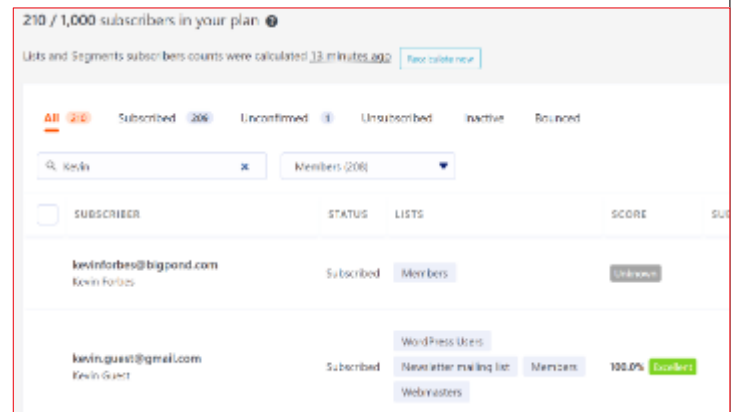 210 / 1,000 subscribers in your plan ?
Lists and Segments subscribers counts were calculated 13 minutes ago Recalculate now
All 210 Subscribed 206 Unconfirmed 1 Unsubscribed Inactive Bounced
Kevin × Members (208)
SUBSCRIBER STATUS LISTS SCORE SUB
kevinforbes@bigpond.com
Kevin Forbes
Subscribed Members Unknown
WordPress Users
kevin.guest@gmail.com
Kevin Guest
Subscribed Newsletter mailing list Members 100.0% Excellent
Webmasters